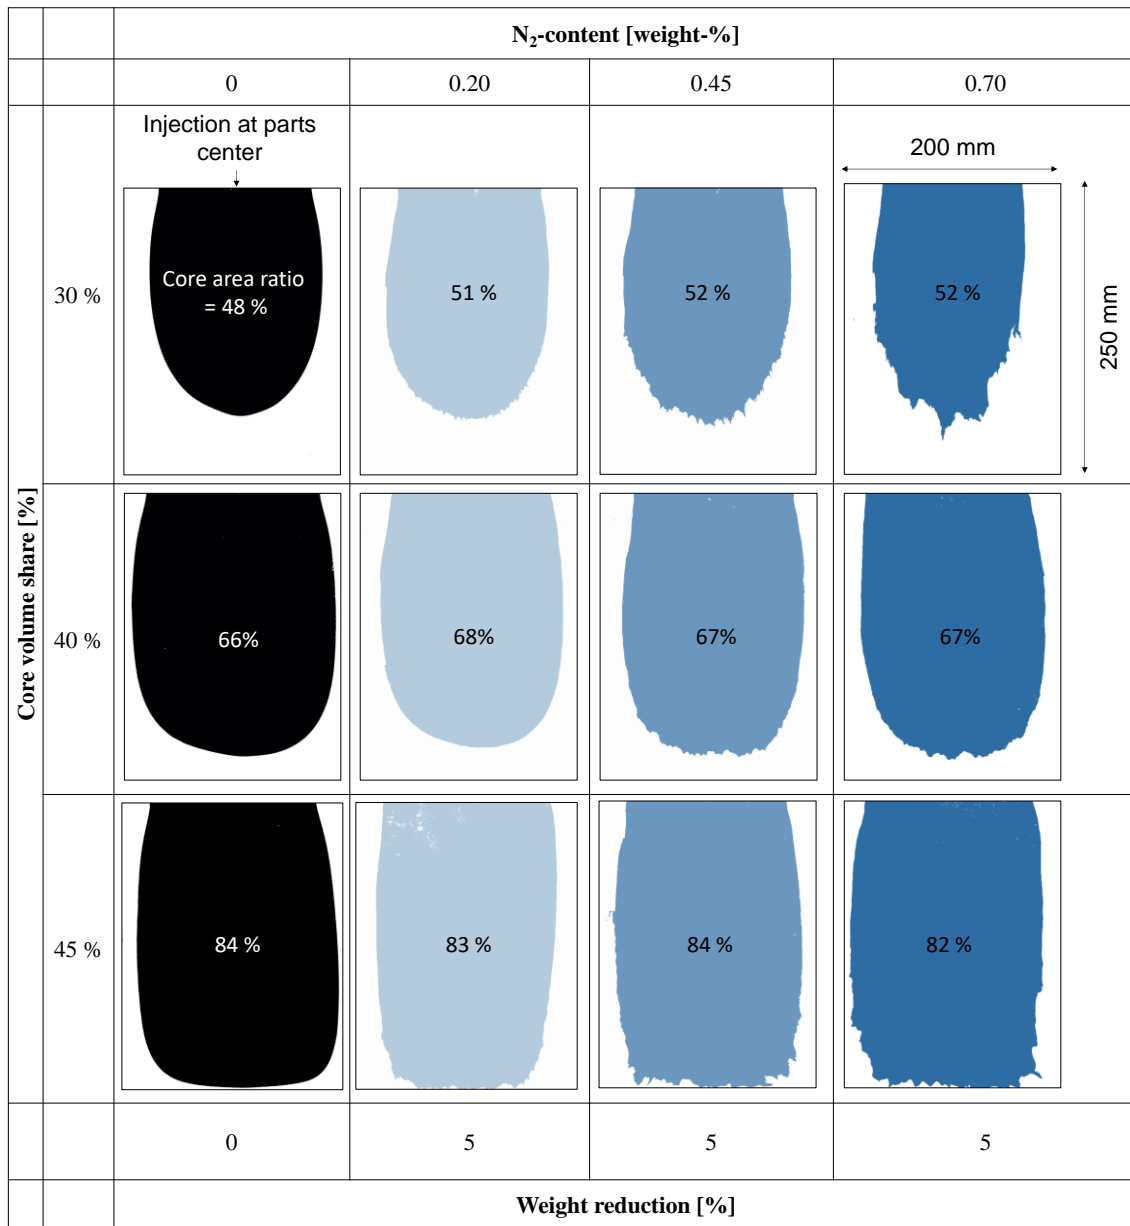 N₂-content [weight-%]
0
0.20
0.45
0.70
Injection at parts
center
200 mm
250 mm
Core volume share [%]
30 %
Core area ratio
= 48 %
51 %
52 %
52 %
40 %
66%
68%
67%
67%
45 %
84 %
83 %
84 %
82 %
0
5
5
5
Weight reduction [%]